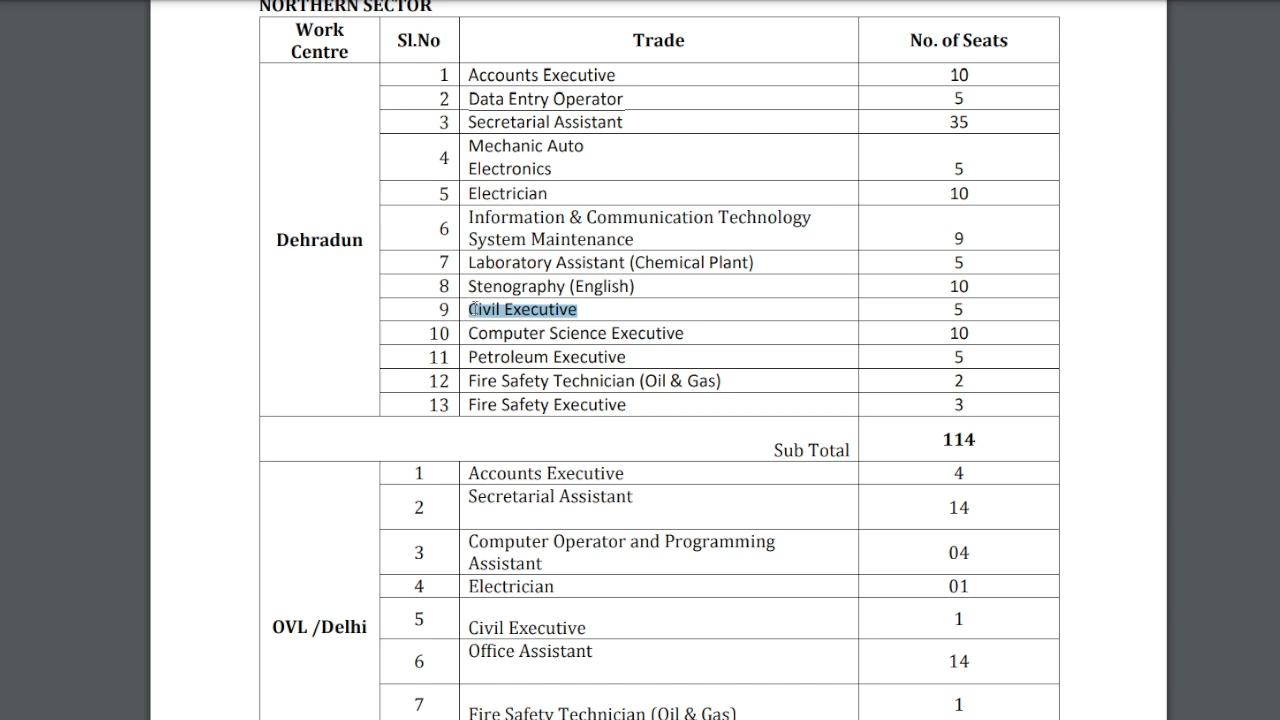 NORTHERN SECTOR
Work Centre Sl.No Trade No. of Seats
Dehradun
1 Accounts Executive 10
2 Data Entry Operator 5
3 Secretarial Assistant 35
4 Mechanic Auto
Electronics 5
5 Electrician 10
6 Information & Communication Technology
System Maintenance 9
7 Laboratory Assistant (Chemical Plant) 5
8 Stenography (English) 10
9 Civil Executive 5
10 Computer Science Executive 10
11 Petroleum Executive 5
12 Fire Safety Technician (Oil & Gas) 2
13 Fire Safety Executive 3
Sub Total 114
OVL /Delhi
1 Accounts Executive 4
2 Secretarial Assistant 14
3 Computer Operator and Programming
Assistant 04
4 Electrician 01
5 Civil Executive 1
6 Office Assistant 14
7 Fire Safety Technician (Oil & Gas) 1